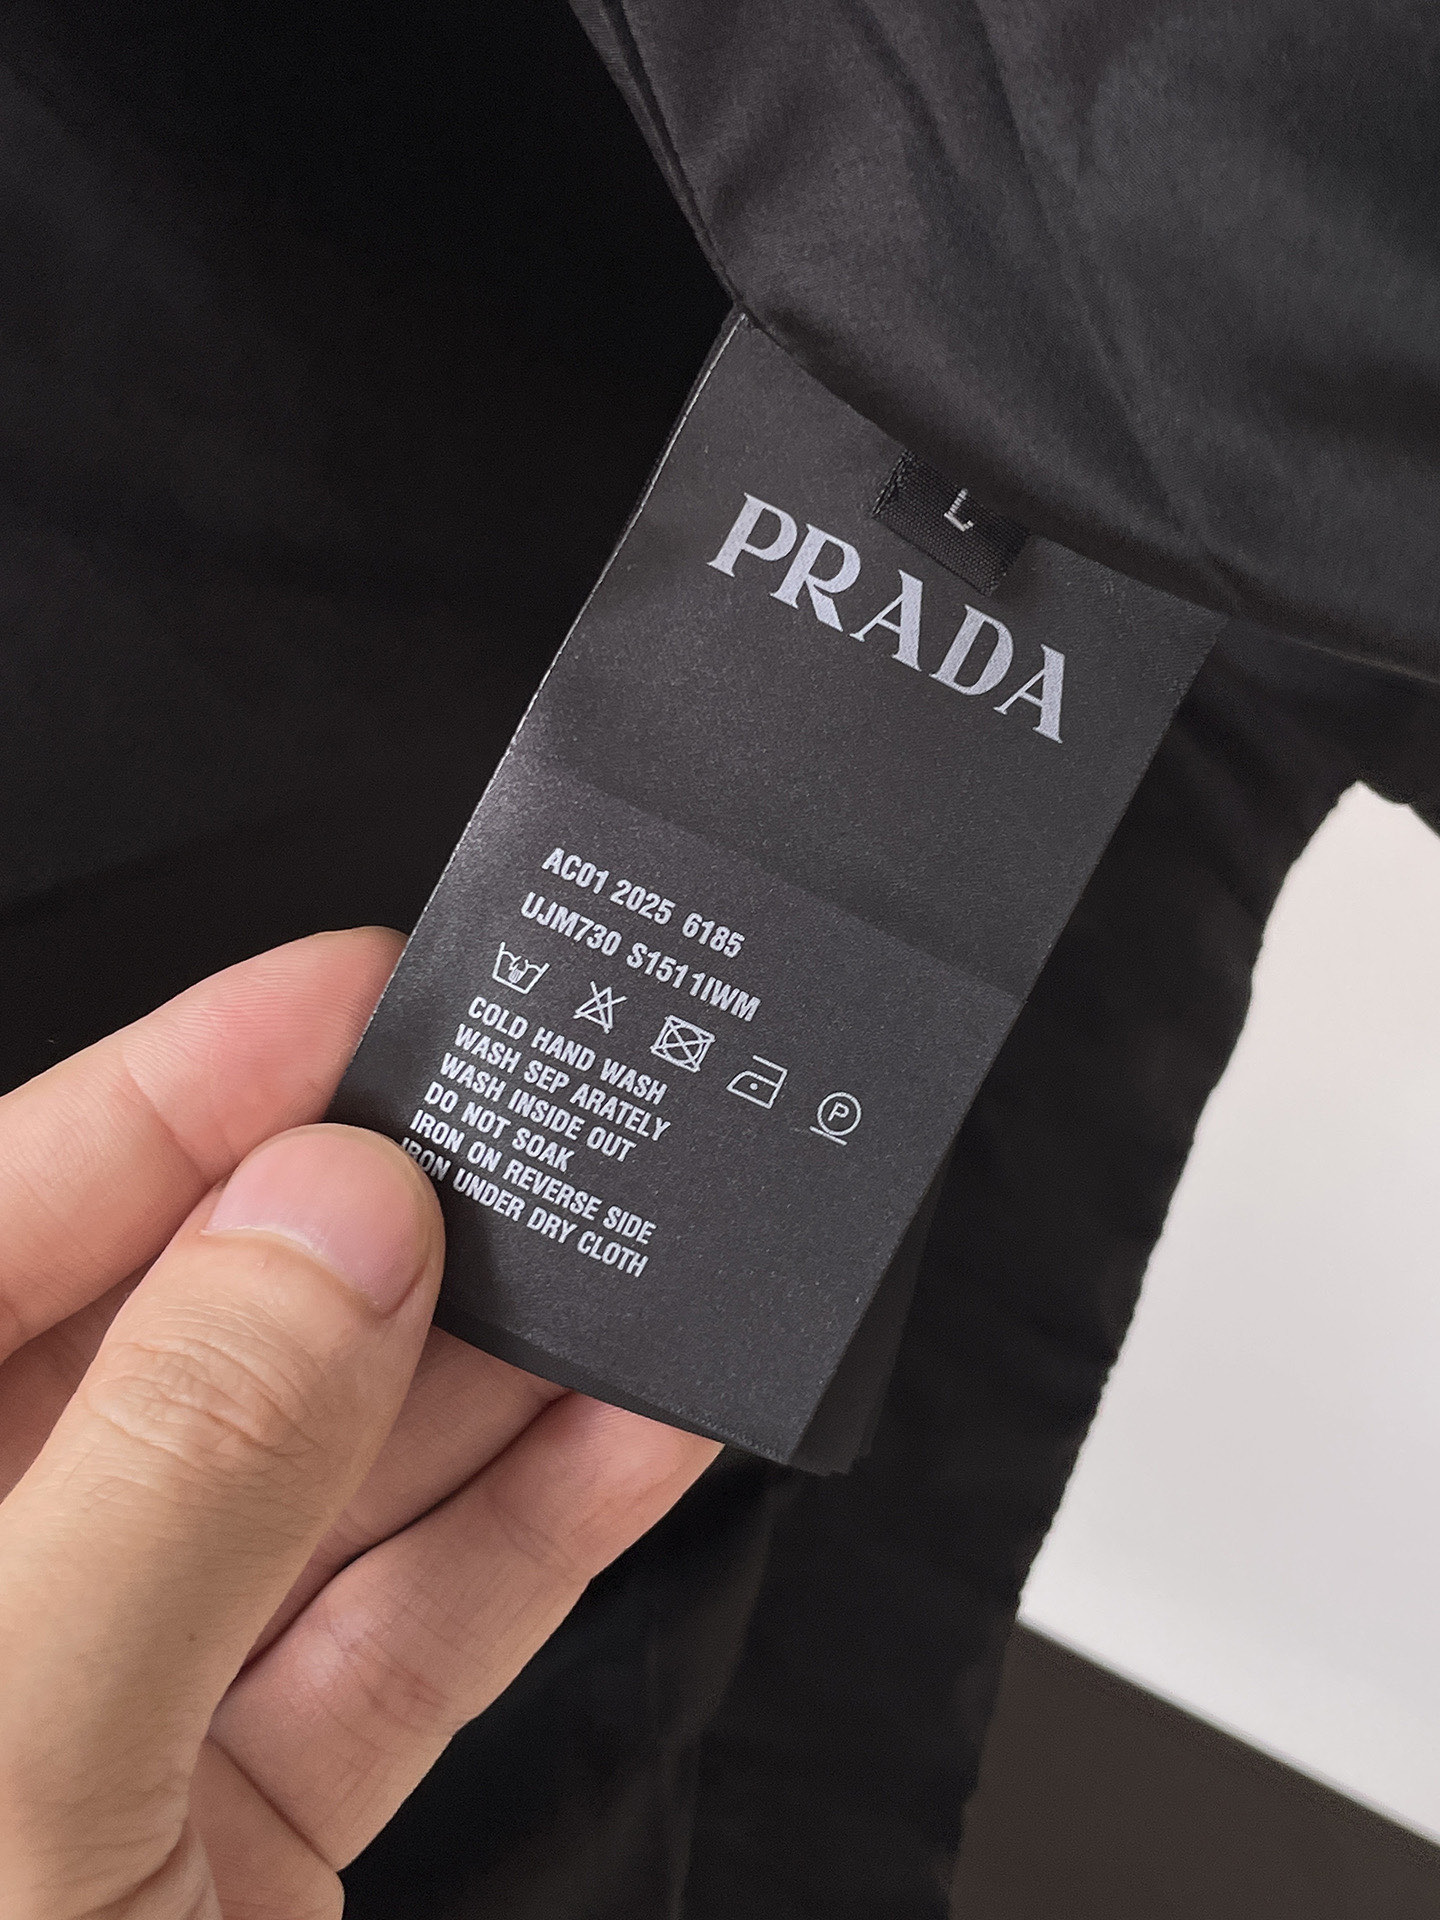 L
PRADA
AC01 2025 6185
UJM730 S1511IWM
P
COLD HAND WASH
WASH SEP ARATELY
WASH INSIDE OUT
DO NOT SOAK
IRON ON REVERSE SIDE
IRON UNDER DRY CLOTH